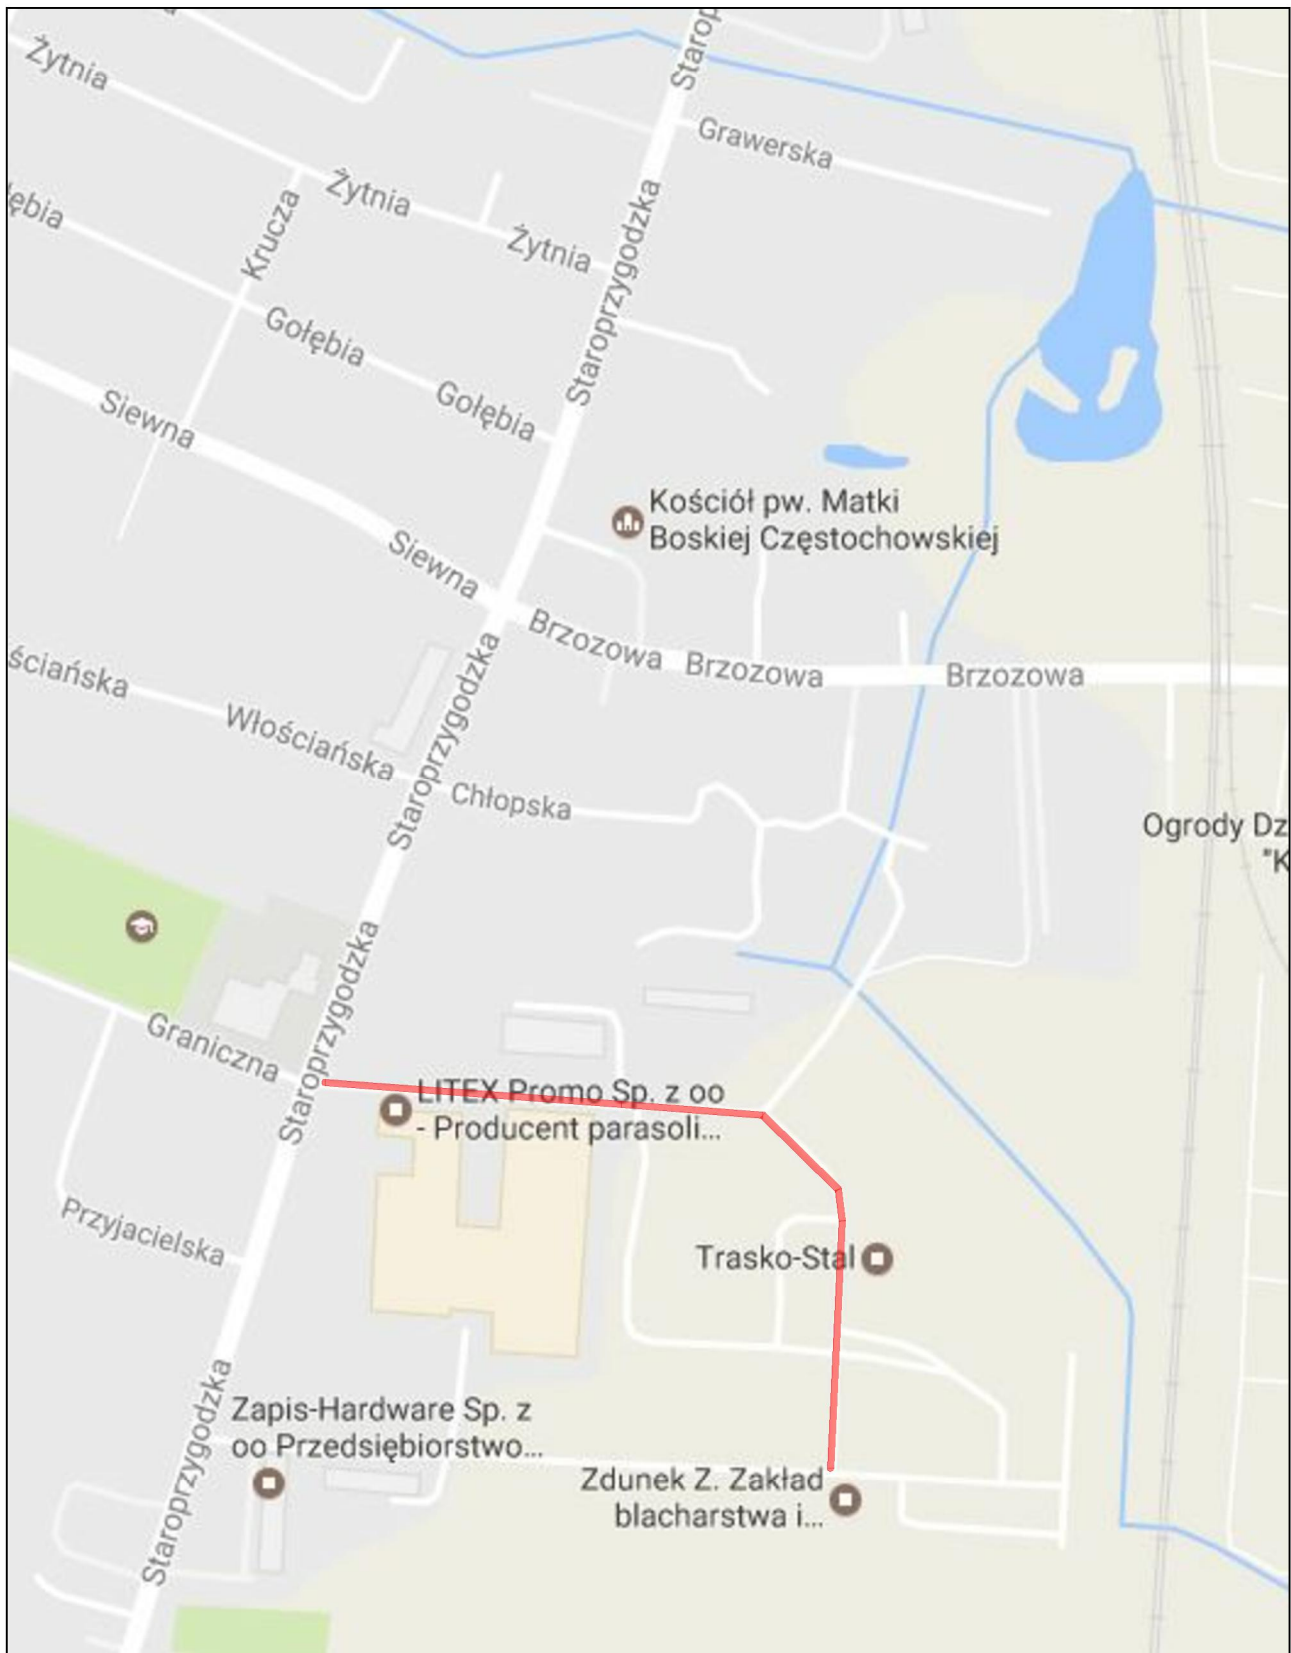 Żytnia
Starop
Grawerska
Żytnia
ębia
Krucza
Żytnia
Staroprzygodzka
Gołębia
Gołębia
Siewna
Kościół pw. Matki
Boskiej Częstochowskiej
Siewna
Brzozowa
Brzozowa
Brzozowa
ściańska
Włościańska
Staroprzygodzka
Chłopska
Ogrody Dz
"K
Staroprzygodzka
Graniczna
LITEX Promo Sp. z oo
- Producent parasoli...
Przyjacielska
Trasko-Stal
Zapis-Hardware Sp. z
oo Przedsiębiorstwo...
Staroprzygodzka
Zdunek Z. Zakład
blacharstwa i...